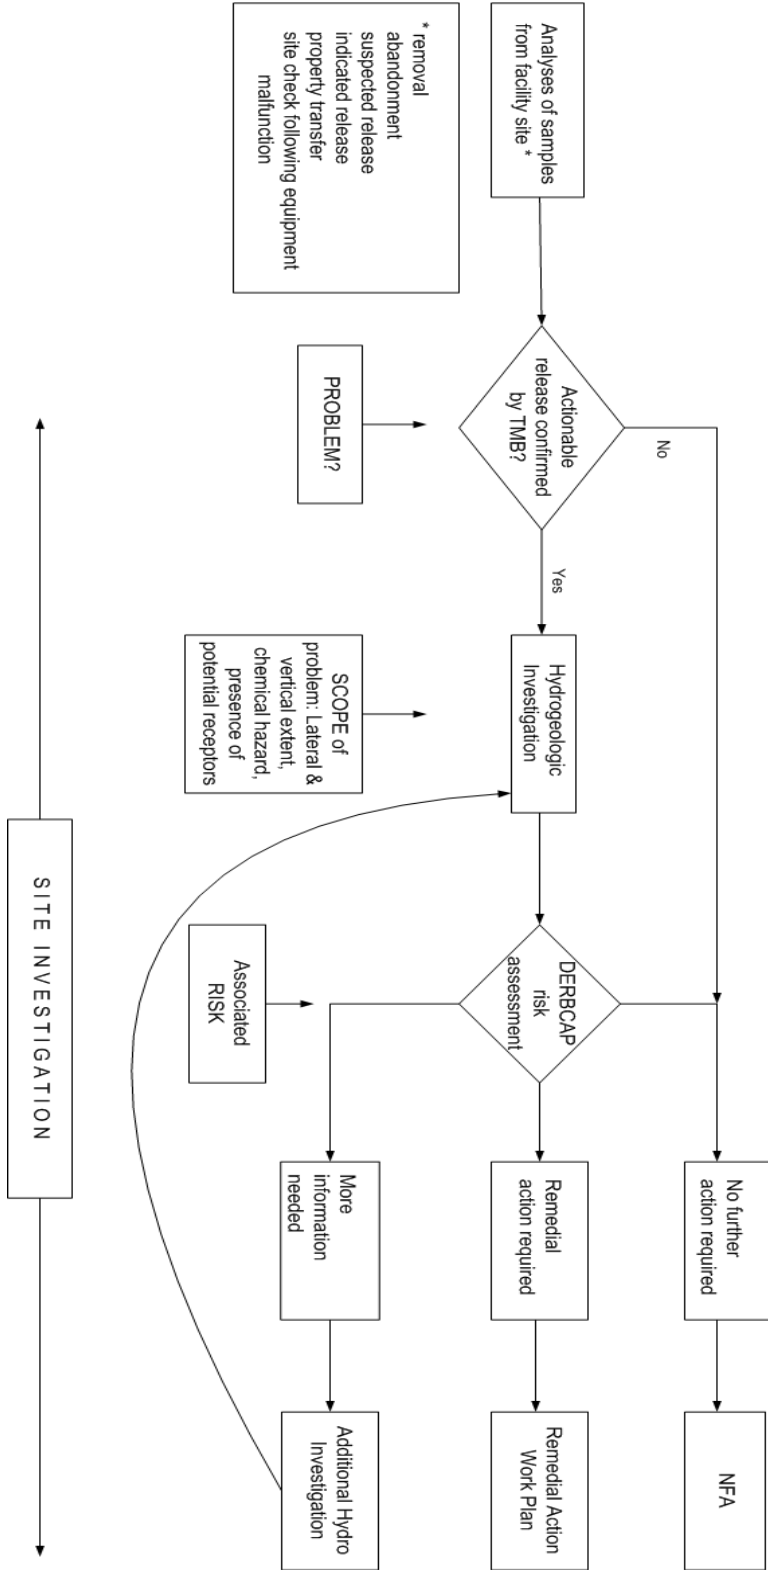 Analyses of samples
from facility site *
* removal
abandonment
suspected release
indicated release
property transfer
site check following equipment
malfunction
Actionable
release confirmed
by TMB?
No
Yes
PROBLEM?
Hydrogeologic
Investigation
SCOPE of
problem: Lateral &
vertical extent,
chemical hazard,
presence of
potential receptors
DERBCAP
risk
assessment
Associated
RISK
No further
action required
Remedial
action required
More
information
needed
NFA
Remedial Action
Work Plan
Additional Hydro
Investigation
SITE INVESTIGATION